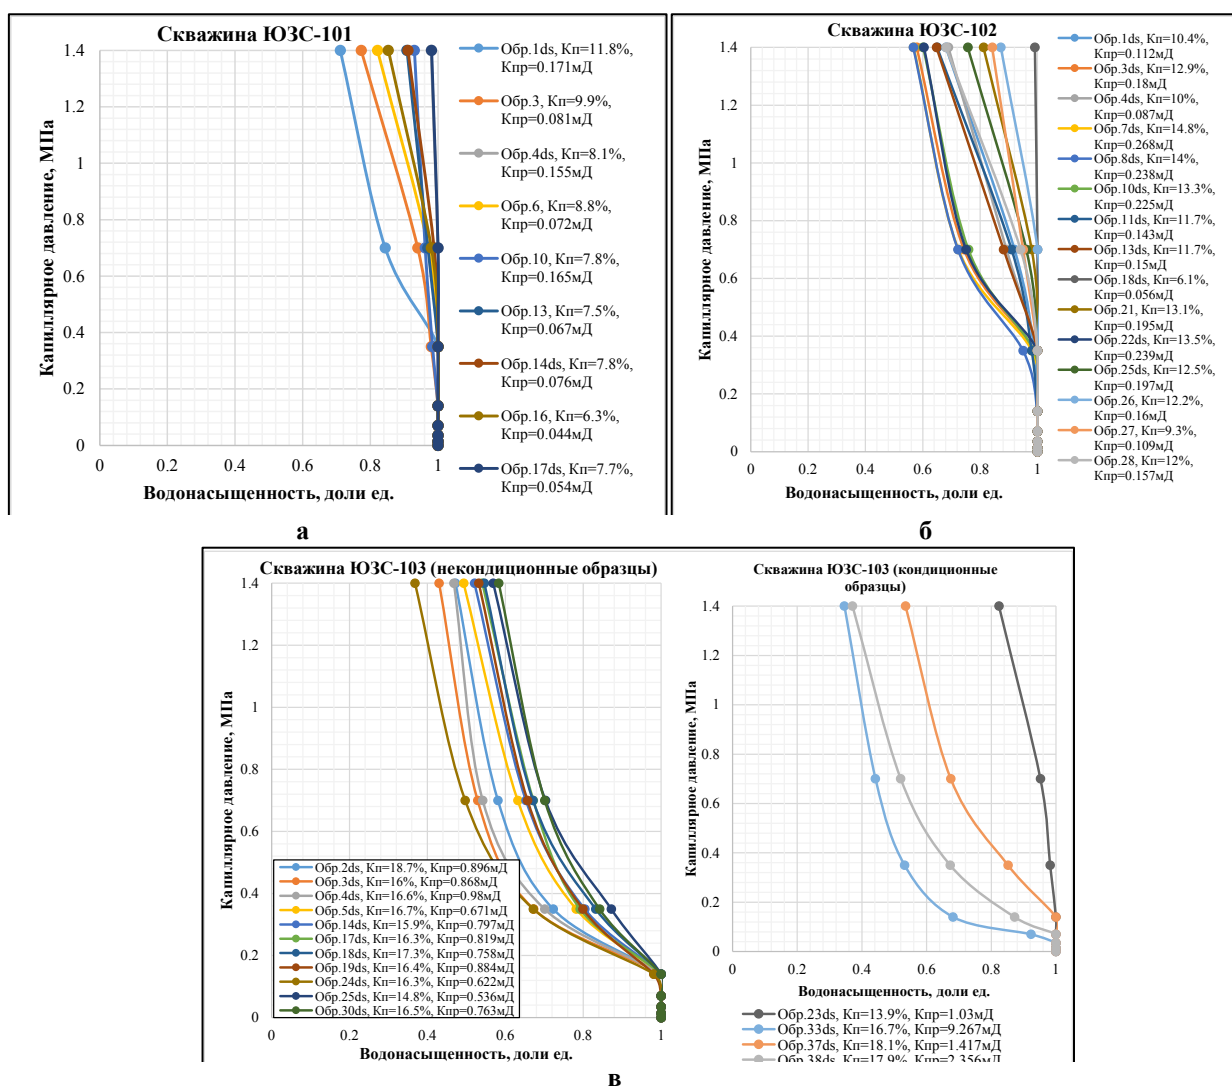 Скважина ЮЗС-101
Капиллярное давление, МПа
1.4
1.2
1
0.8
0.6
0.4
0.2
0
0 0.2 0.4 0.6 0.8 1
Водонасыщенность, доли ед.
Обр.1ds, Кп=11.8%,
Кпр=0.171мД
Обр.3, Кп=9.9%,
Кпр=0.081мД
Обр.4ds, Кп=8.1%,
Кпр=0.155мД
Обр.6, Кп=8.8%,
Кпр=0.072мД
Обр.10, Кп=7.8%,
Кпр=0.165мД
Обр.13, Кп=7.5%,
Кпр=0.067мД
Обр.14ds, Кп=7.8%,
Кпр=0.076мД
Обр.16, Кп=6.3%,
Кпр=0.044мД
Обр.17ds, Кп=7.7%,
Кпр=0.054мД
а
Скважина ЮЗС-102
Капиллярное давление, МПа
1.4
1.2
1
0.8
0.6
0.4
0.2
0
0 0.2 0.4 0.6 0.8 1
Водонасыщенность, доли ед.
Обр.1ds, Кп=10.4%,
Кпр=0.112мД
Обр.3ds, Кп=12.9%,
Кпр=0.18мД
Обр.4ds, Кп=10%,
Кпр=0.087мД
Обр.7ds, Кп=14.8%,
Кпр=0.268мД
Обр.8ds, Кп=14%,
Кпр=0.238мД
Обр.10ds, Кп=13.3%,
Кпр=0.225мД
Обр.11ds, Кп=11.7%,
Кпр=0.143мД
Обр.13ds, Кп=11.7%,
Кпр=0.15мД
Обр.18ds, Кп=6.1%,
Кпр=0.056мД
Обр.21, Кп=13.1%,
Кпр=0.195мД
Обр.22ds, Кп=13.5%,
Кпр=0.239мД
Обр.25ds, Кп=12.5%,
Кпр=0.197мД
Обр.26, Кп=12.2%,
Кпр=0.16мД
Обр.27, Кп=9.3%,
Кпр=0.109мД
Обр.28, Кп=12%,
Кпр=0.157мД
б
Скважина ЮЗС-103 (некондиционные образцы)
Капиллярное давление, МПа
1.4
1.2
1
0.8
0.6
0.4
0.2
0
Обр.2ds, Кп=18.7%, Кпр=0.896мД
Обр.3ds, Кп=16%, Кпр=0.868мД
Обр.4ds, Кп=16.6%, Кпр=0.98мД
Обр.5ds, Кп=16.7%, Кпр=0.671мД
Обр.14ds, Кп=15.9%, Кпр=0.797мД
Обр.17ds, Кп=16.3%, Кпр=0.819мД
Обр.18ds, Кп=17.3%, Кпр=0.758мД
Обр.19ds, Кп=16.4%, Кпр=0.884мД
Обр.24ds, Кп=16.3%, Кпр=0.622мД
Обр.25ds, Кп=14.8%, Кпр=0.536мД
Обр.30ds, Кп=16.5%, Кпр=0.763мД
0 0.2 0.4 0.6 0.8 1
Водонасыщенность, доли ед.
Скважина ЮЗС-103 (кондиционные
образцы)
Капиллярное давление, МПа
1.4
1.2
1
0.8
0.6
0.4
0.2
0
0 0.2 0.4 0.6 0.8 1
Водонасыщенность, доли ед.
Обр.23ds, Кп=13.9%, Кпр=1.03мД
Обр.33ds, Кп=16.7%, Кпр=9.267мД
Обр.37ds, Кп=18.1%, Кпр=1.417мД
Обр.38ds, Кп=17.9%, Кпр=2.356мД
в